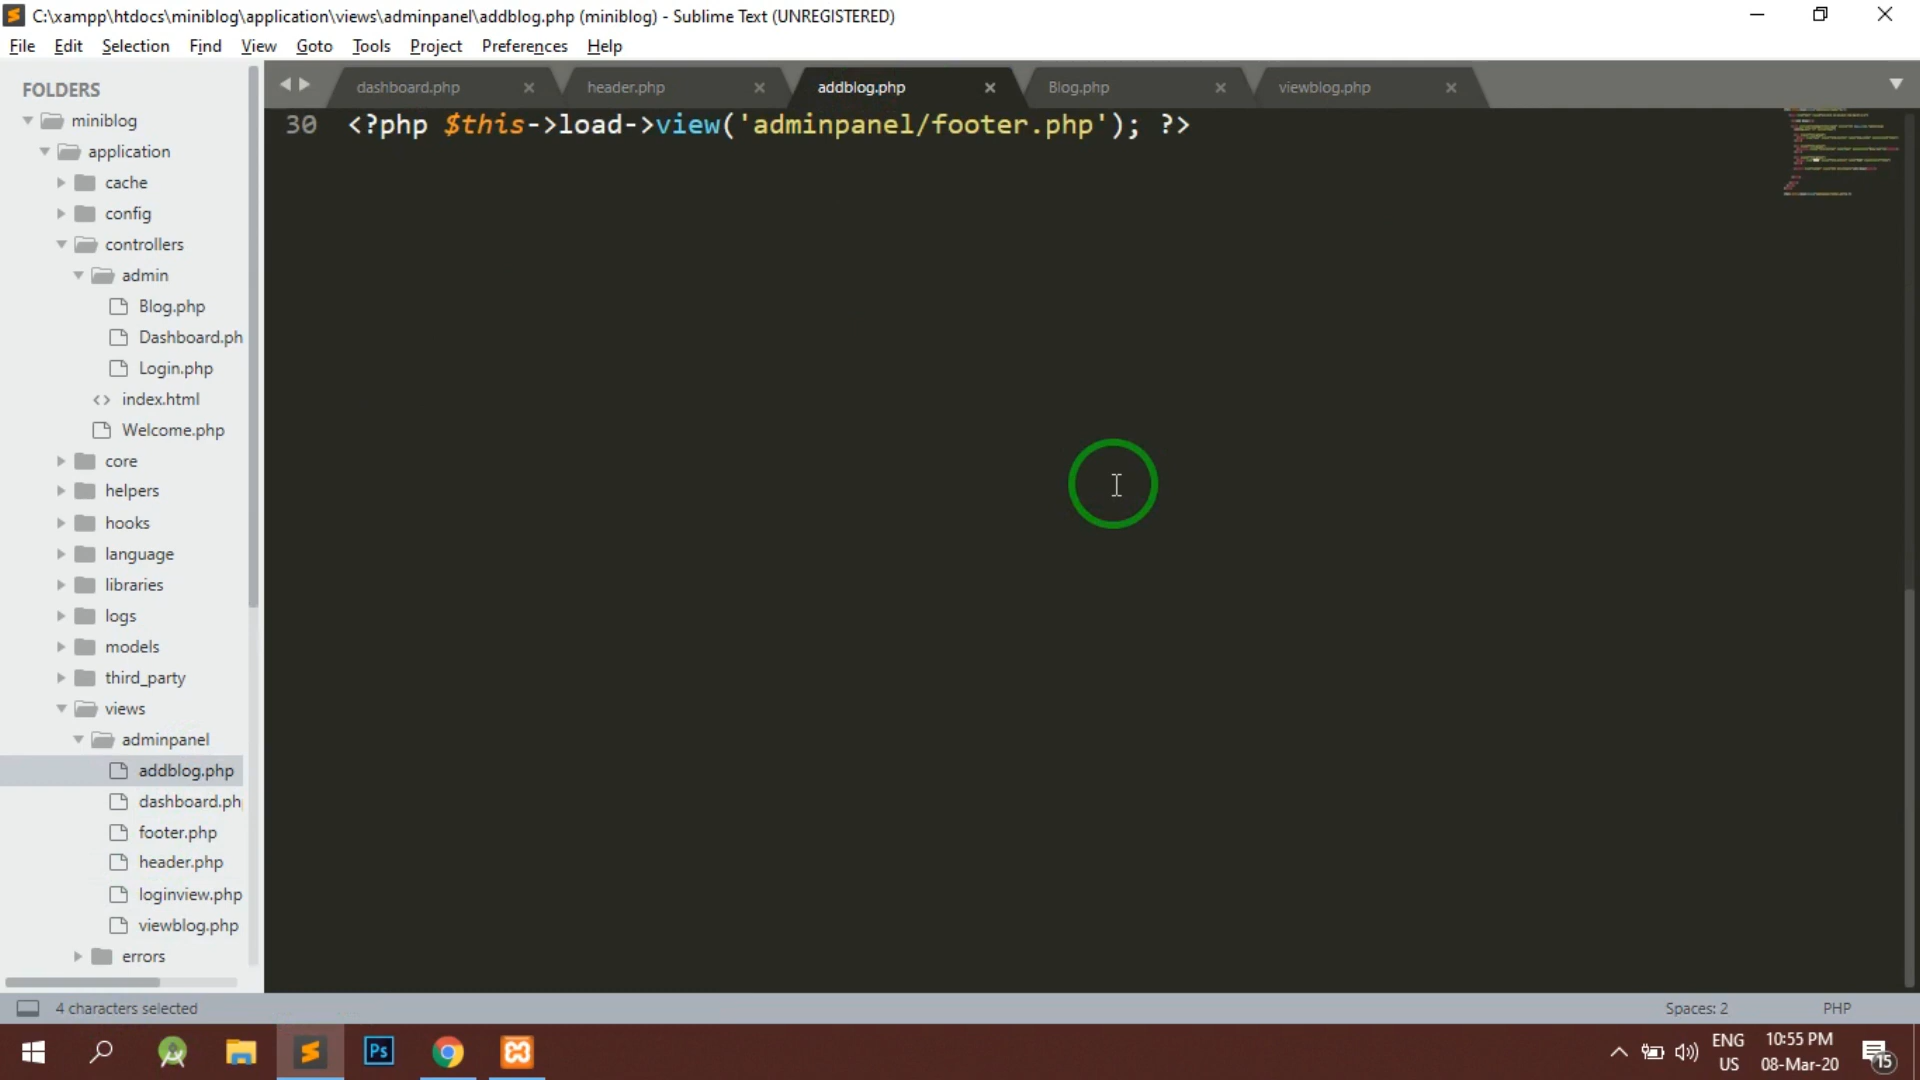 C:\xampp\htdocs\miniblog\application\views\adminpanel\addblog.php (miniblog) - Sublime Text (UNREGISTERED)
File Edit Selection Find View Goto Tools Project Preferences Help
FOLDERS
miniblog
application
cache
config
controllers
admin
Blog.php
Dashboard.ph
Login.php
index.html
Welcome.php
core
helpers
hooks
language
libraries
logs
models
third_party
views
adminpanel
addblog.php
dashboard.ph
footer.php
header.php
loginview.php
viewblog.php
errors
dashboard.php header.php addblog.php Blog.php viewblog.php
30 <?php $this->load->view('adminpanel/footer.php'); ?>
4 characters selected
Spaces: 2 PHP
Ps
ENG
US
10:55 PM
08-Mar-20
15